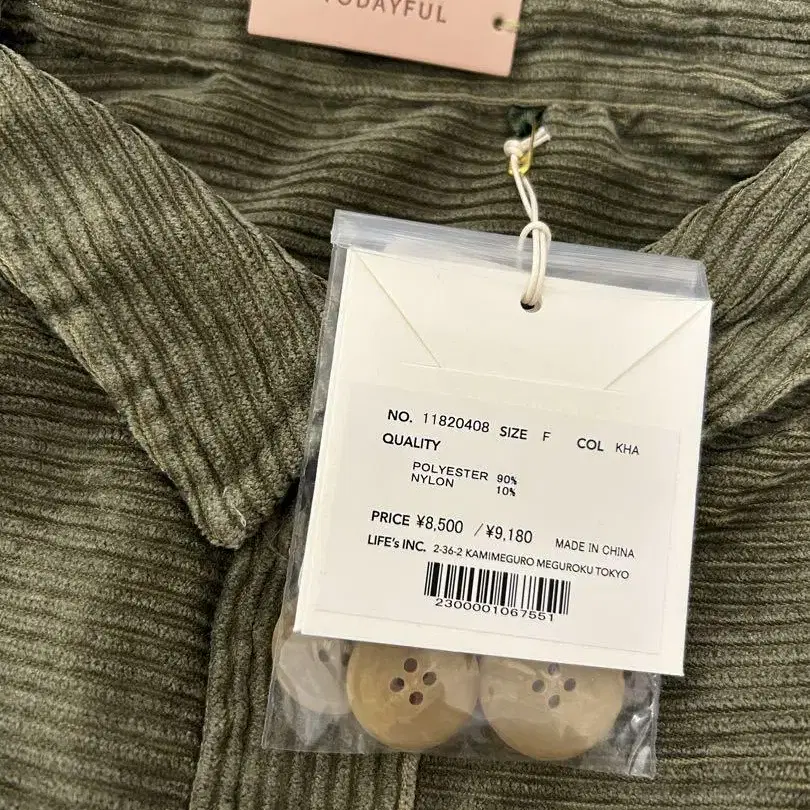 TODAYFUL
NO. 11820408 SIZE F COL KHA
QUALITY
POLYESTER 90%
NYLON 10%
PRICE ¥8,500 /¥9,180 MADE IN CHINA
LIFE's INC. 2-36-2 KAMIMEGURO MEGUROKU TOKYO
2300001067551